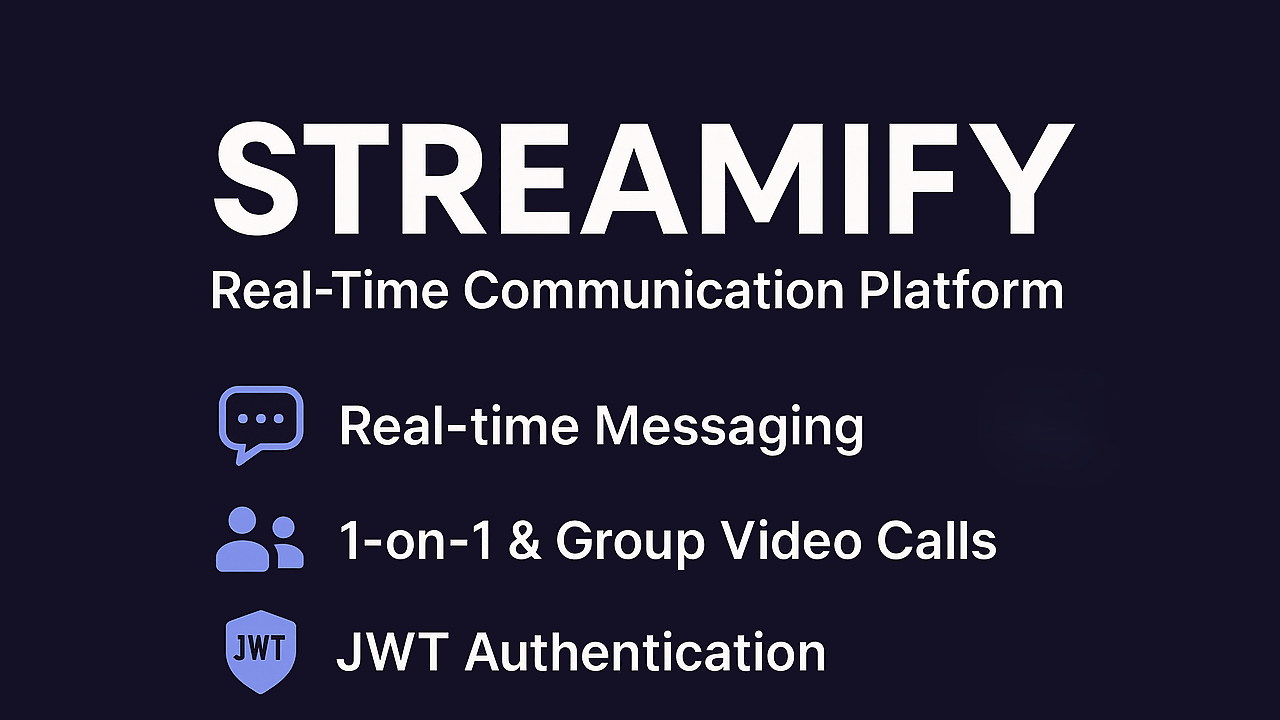 STREAMIFY
Real-Time Communication Platform
Real-time Messaging
1-on-1 & Group Video Calls
JWT
JWT Authentication